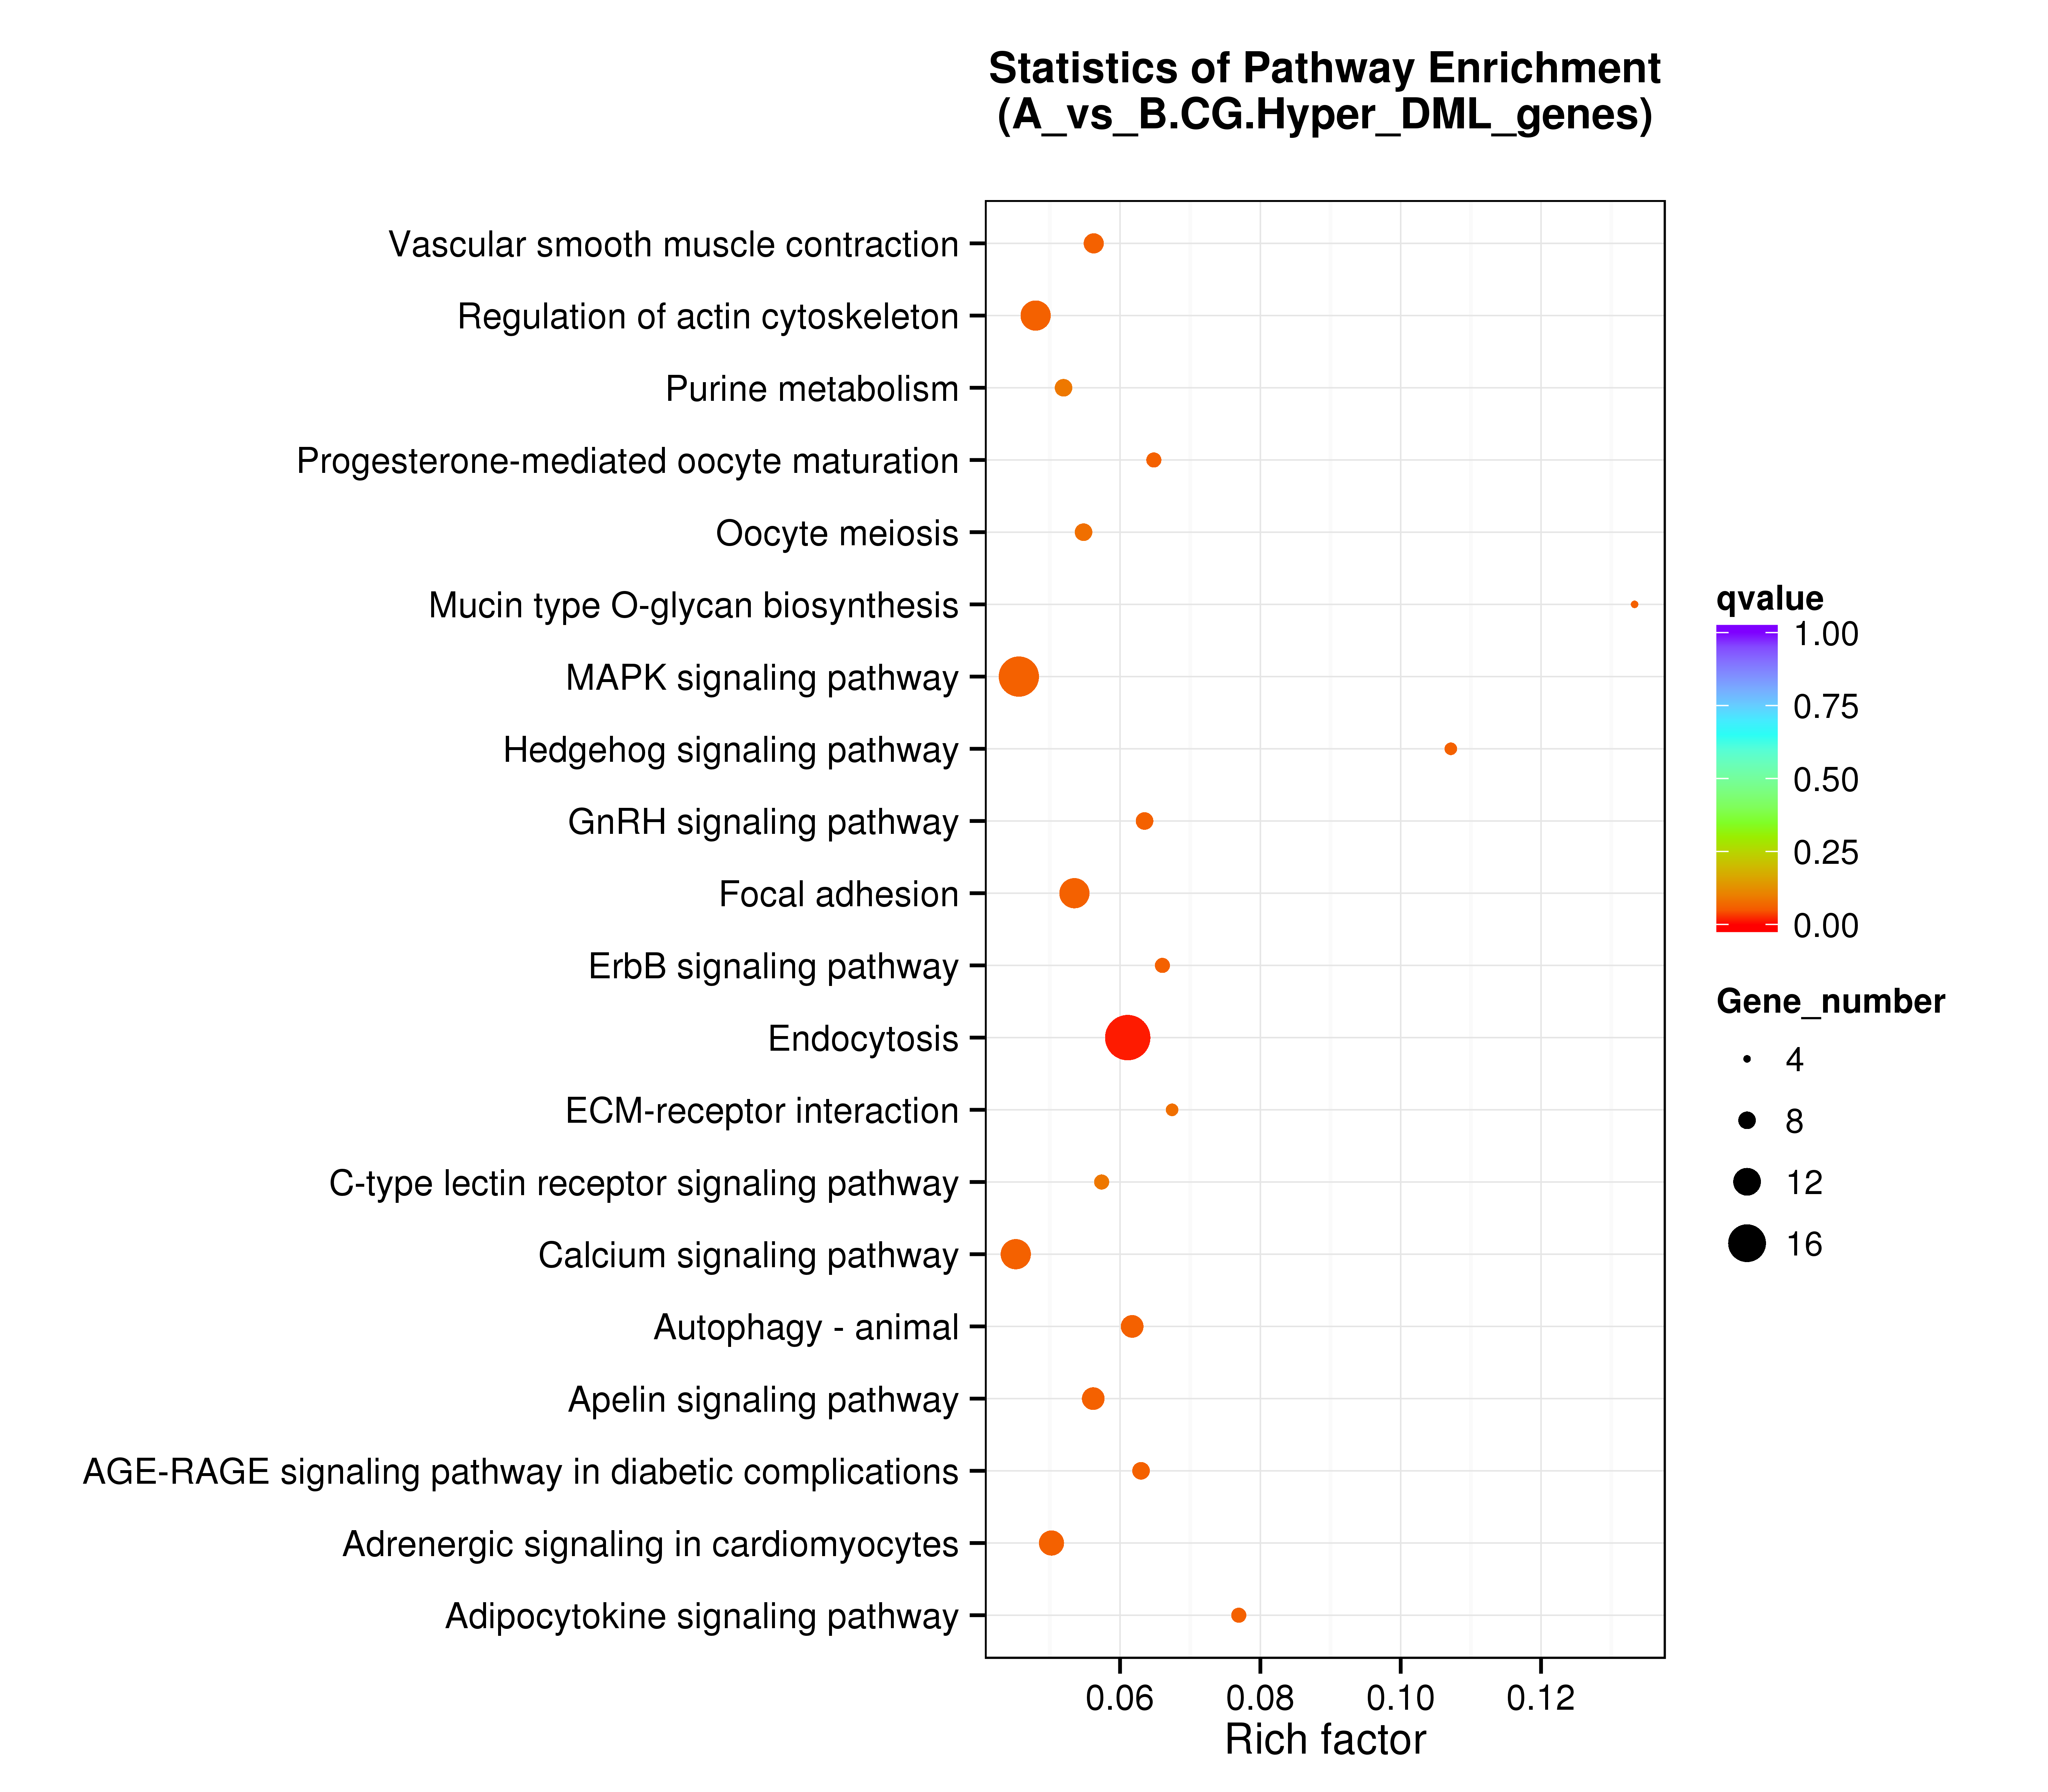 Statistics of Pathway Enrichment
(A_vs_B.CG.Hyper_DML_genes)
Vascular smooth muscle contraction
Regulation of actin cytoskeleton
Purine metabolism
Progesterone-mediated oocyte maturation
Oocyte meiosis
Mucin type O-glycan biosynthesis
MAPK signaling pathway
Hedgehog signaling pathway
GnRH signaling pathway
Focal adhesion
ErbB signaling pathway
Endocytosis
ECM-receptor interaction
C-type lectin receptor signaling pathway
Calcium signaling pathway
Autophagy - animal
Apelin signaling pathway
AGE-RAGE signaling pathway in diabetic complications
Adrenergic signaling in cardiomyocytes
Adipocytokine signaling pathway
0.06 0.08 0.10 0.12
Rich factor
qvalue
1.00
0.75
0.50
0.25
0.00
Gene_number
4
8
12
16